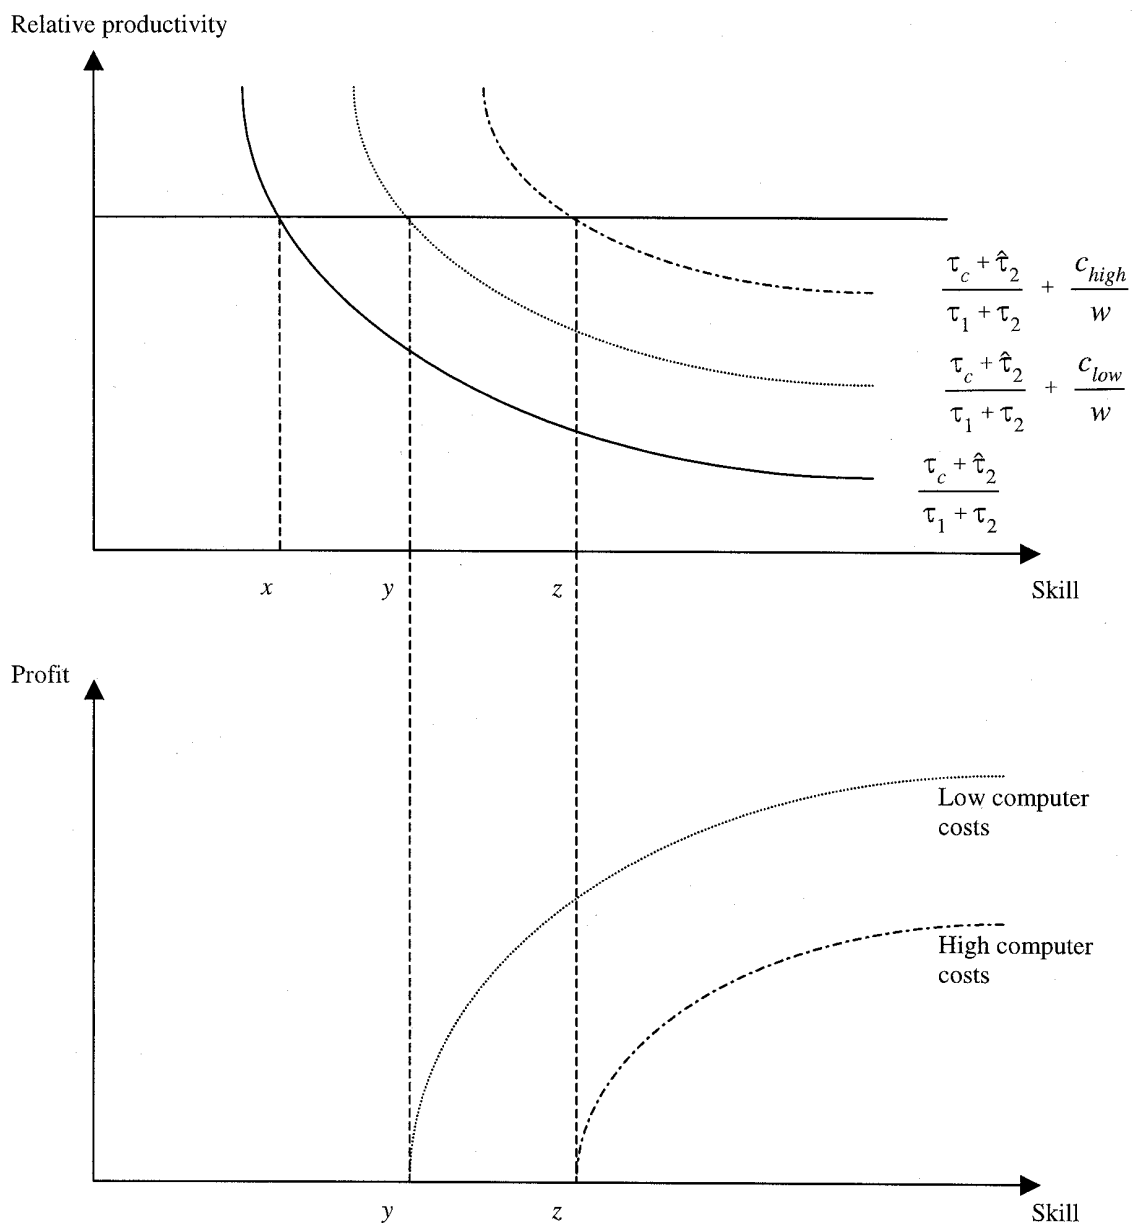 Relative productivity
τ_c + τ̂_2 / τ_1 + τ_2 + c_high / w
τ_c + τ̂_2 / τ_1 + τ_2 + c_low / w
τ_c + τ̂_2 / τ_1 + τ_2
x y z Skill
Profit
Low computer
costs
High computer
costs
y z Skill